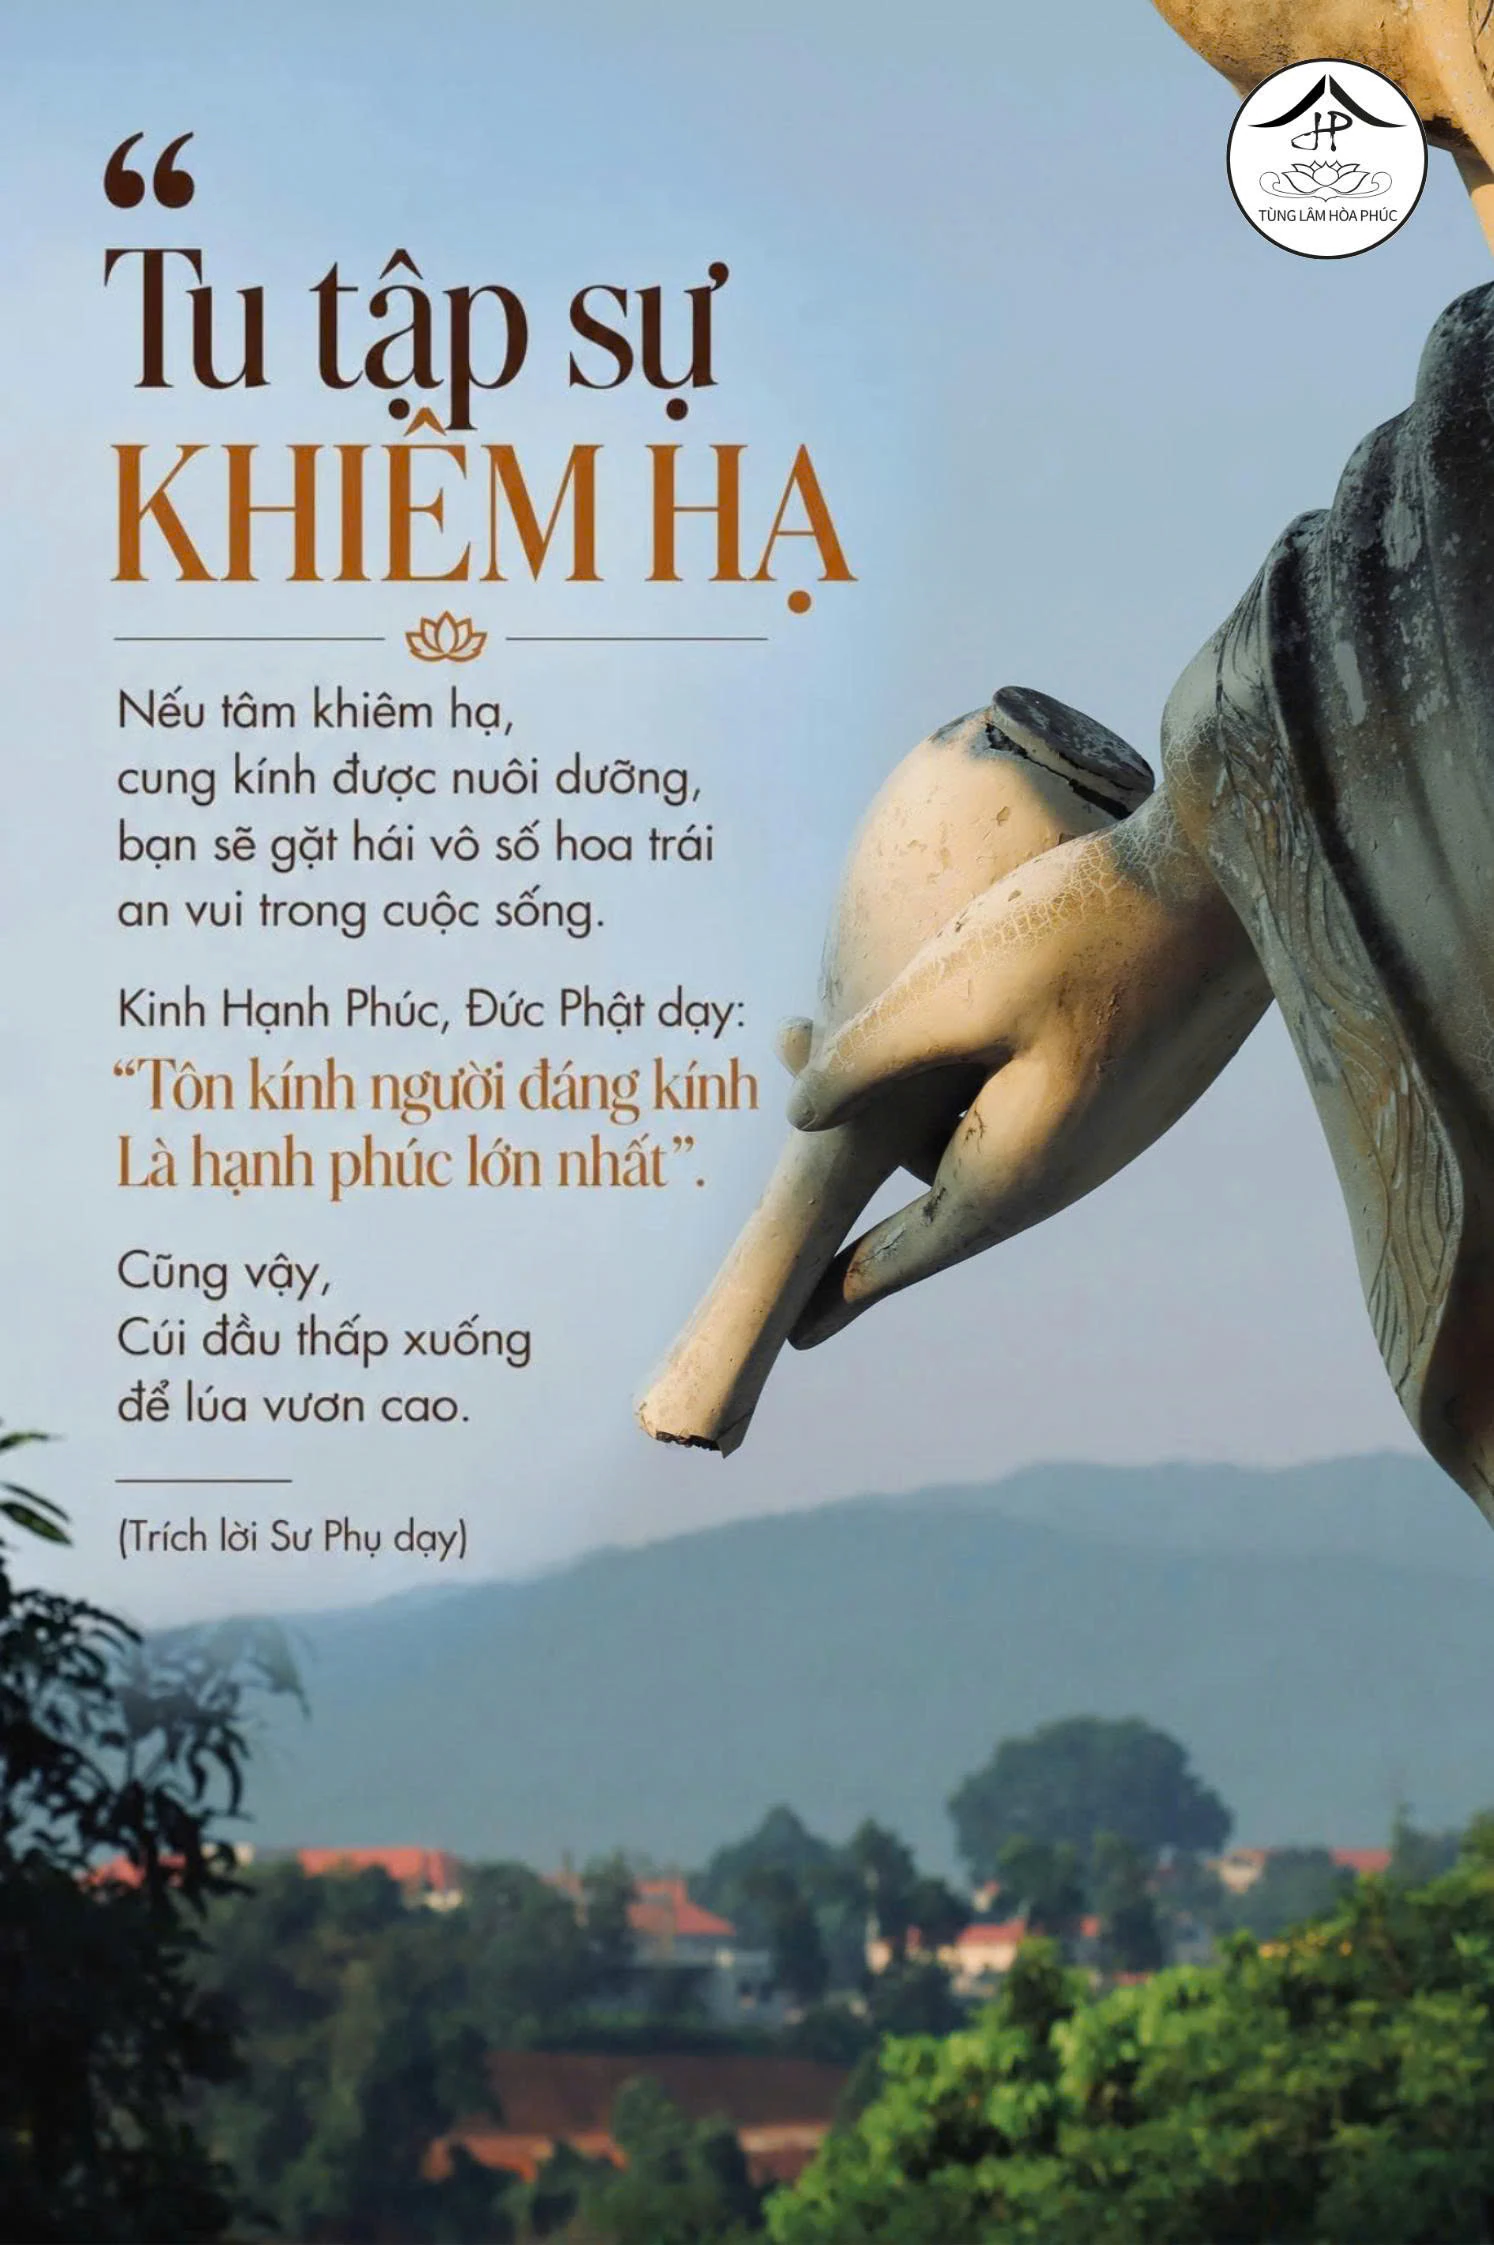 “
Tu tập sự
KHIÊM HẠ
Nếu tâm khiêm hạ,
cung kính được nuôi dưỡng,
bạn sẽ gặt hái vô số hoa trái
an vui trong cuộc sống.
Kinh Hạnh Phúc, Đức Phật dạy:
“Tôn kính người đáng kính
Là hạnh phúc lớn nhất”.
Cũng vậy,
Cúi đầu thấp xuống
để lúa vươn cao.
(Trích lời Sư Phụ dạy)
HP
TÙNG LÂM HÒA PHÚC